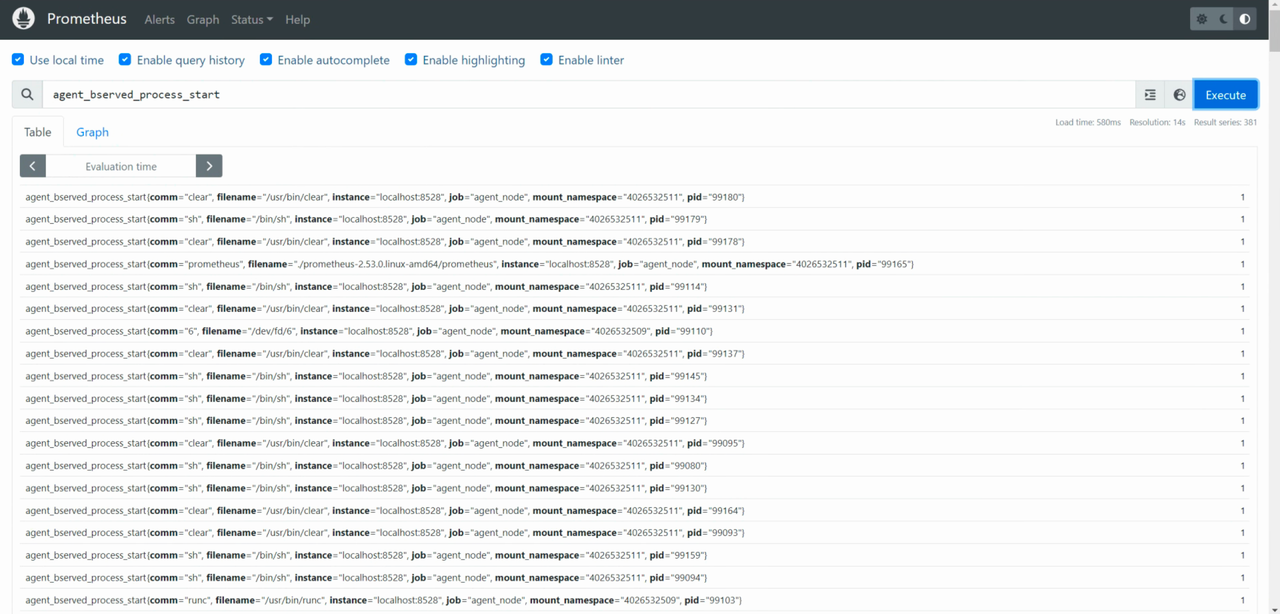 Prometheus Alerts Graph Status Help
Use local time Enable query history Enable autocomplete Enable highlighting Enable linter
agent_bserved_process_start Execute
Load time: 580ms Resolution: 14s Result series: 381
Table Graph
Evaluation time
agent_bserved_process_start{comm="clear", filename="/usr/bin/clear", instance="localhost:8528", job="agent_node", mount_namespace="4026532511", pid="99180"} 1
agent_bserved_process_start{comm="sh", filename="/bin/sh", instance="localhost:8528", job="agent_node", mount_namespace="4026532511", pid="99179"} 1
agent_bserved_process_start{comm="clear", filename="/usr/bin/clear", instance="localhost:8528", job="agent_node", mount_namespace="4026532511", pid="99178"} 1
agent_bserved_process_start{comm="prometheus", filename="./prometheus-2.53.0.linux-amd64/prometheus", instance="localhost:8528", job="agent_node", mount_namespace="4026532511", pid="99165"} 1
agent_bserved_process_start{comm="sh", filename="/bin/sh", instance="localhost:8528", job="agent_node", mount_namespace="4026532511", pid="99114"} 1
agent_bserved_process_start{comm="clear", filename="/usr/bin/clear", instance="localhost:8528", job="agent_node", mount_namespace="4026532511", pid="99131"} 1
agent_bserved_process_start{comm="6", filename="/dev/fd/6", instance="localhost:8528", job="agent_node", mount_namespace="4026532509", pid="99110"} 1
agent_bserved_process_start{comm="clear", filename="/usr/bin/clear", instance="localhost:8528", job="agent_node", mount_namespace="4026532511", pid="99137"} 1
agent_bserved_process_start{comm="sh", filename="/bin/sh", instance="localhost:8528", job="agent_node", mount_namespace="4026532511", pid="99145"} 1
agent_bserved_process_start{comm="sh", filename="/bin/sh", instance="localhost:8528", job="agent_node", mount_namespace="4026532511", pid="99134"} 1
agent_bserved_process_start{comm="sh", filename="/bin/sh", instance="localhost:8528", job="agent_node", mount_namespace="4026532511", pid="99127"} 1
agent_bserved_process_start{comm="clear", filename="/usr/bin/clear", instance="localhost:8528", job="agent_node", mount_namespace="4026532511", pid="99095"} 1
agent_bserved_process_start{comm="sh", filename="/bin/sh", instance="localhost:8528", job="agent_node", mount_namespace="4026532511", pid="99080"} 1
agent_bserved_process_start{comm="sh", filename="/bin/sh", instance="localhost:8528", job="agent_node", mount_namespace="4026532511", pid="99130"} 1
agent_bserved_process_start{comm="clear", filename="/usr/bin/clear", instance="localhost:8528", job="agent_node", mount_namespace="4026532511", pid="99164"} 1
agent_bserved_process_start{comm="clear", filename="/usr/bin/clear", instance="localhost:8528", job="agent_node", mount_namespace="4026532511", pid="99093"} 1
agent_bserved_process_start{comm="sh", filename="/bin/sh", instance="localhost:8528", job="agent_node", mount_namespace="4026532511", pid="99159"} 1
agent_bserved_process_start{comm="sh", filename="/bin/sh", instance="localhost:8528", job="agent_node", mount_namespace="4026532511", pid="99094"} 1
agent_bserved_process_start{comm="runc", filename="/usr/bin/runc", instance="localhost:8528", job="agent_node", mount_namespace="4026532509", pid="99103"} 1